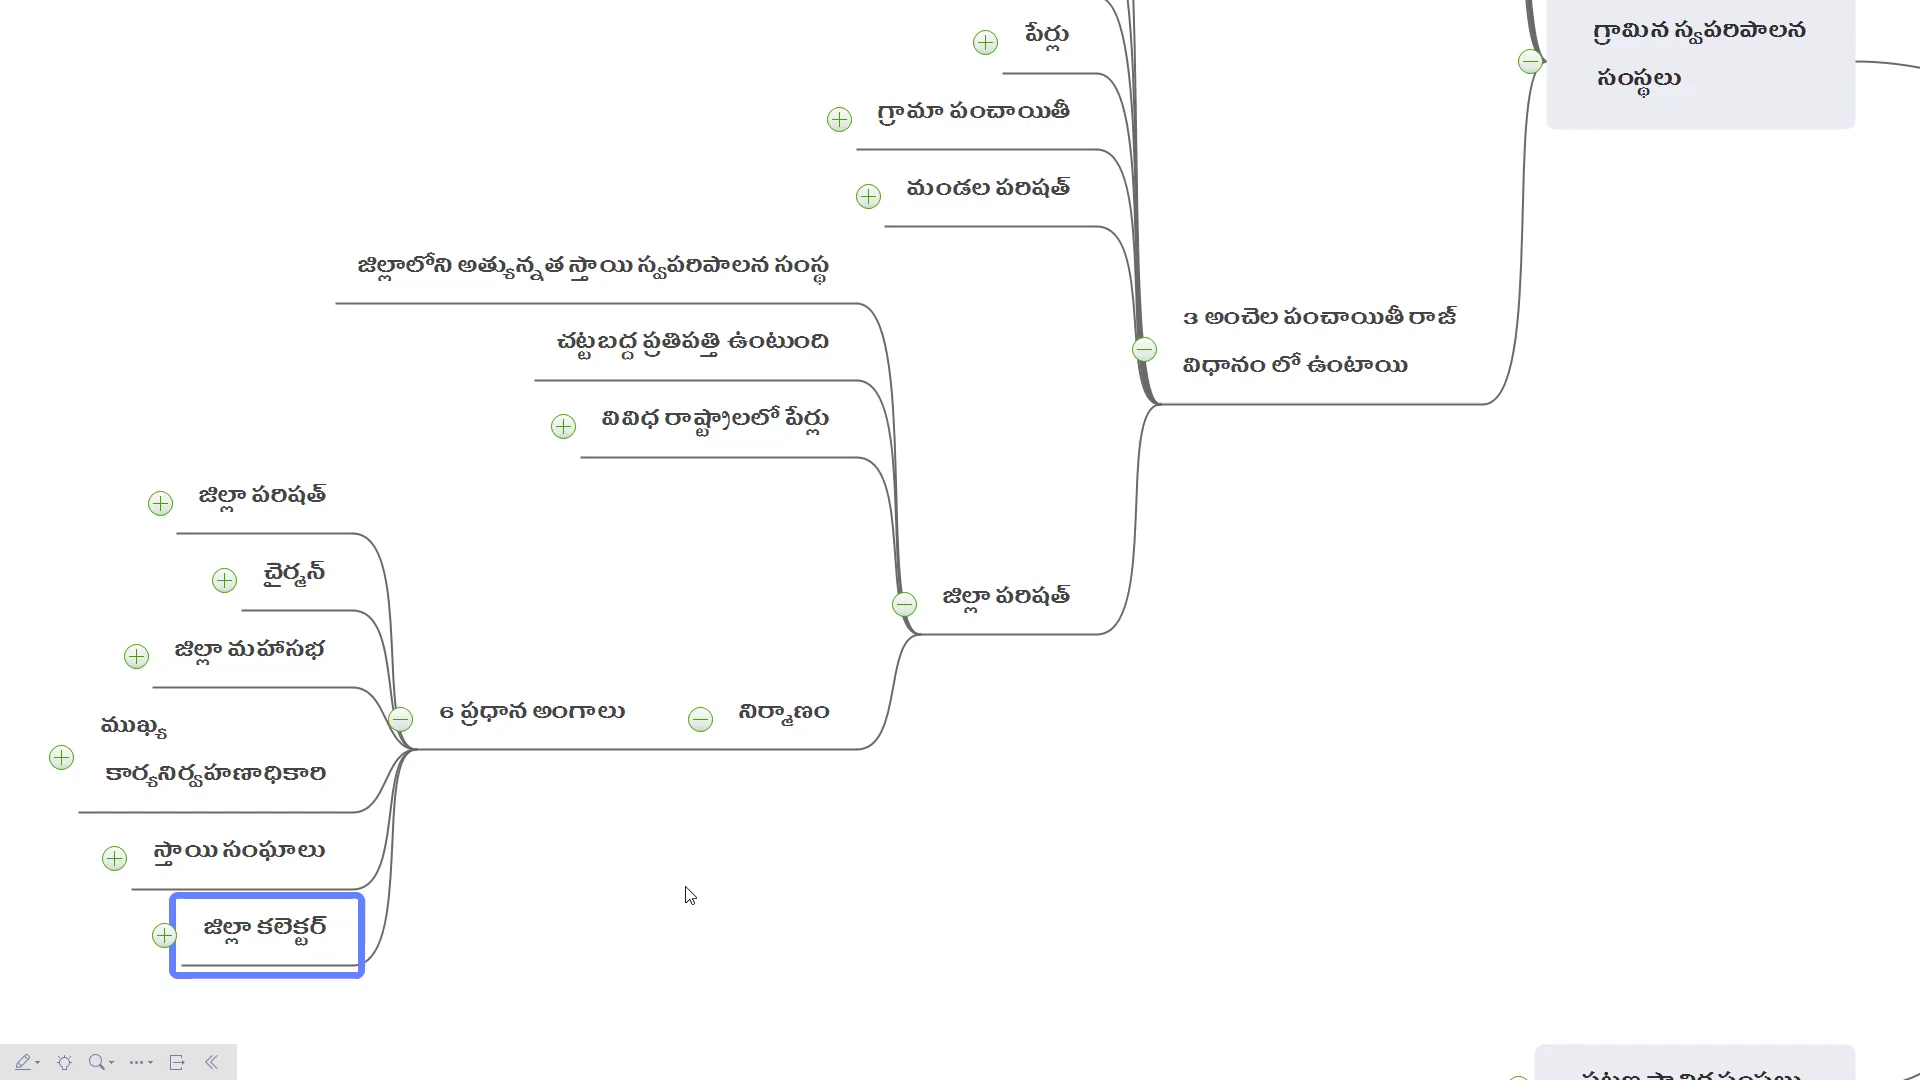 గ్రామీన స్వపరిపాలన
సంస్థలు
పేర్లు
గ్రామా పంచాయితీ
మండల పరిషత్
జిల్లాలోని అత్యున్నత స్తాయి స్వపరిపాలన సంస్థ
3 అంచెల పంచాయితీ రాజ్
విధానం లో ఉంటాయి
చట్టబద్ద ప్రతిపత్తి ఉంటుంది
వివిధ రాష్ట్రాలలో పేర్లు
జిల్లా పరిషత్
చైర్మన్
జిల్లా పరిషత్
జిల్లా మహాసభ
6 ప్రధాన అంగాలు
నిర్మాణం
ముఖ్య
కార్యనిర్వహణాధికారి
స్తాయి సంఘాలు
జిల్లా కలెక్టర్